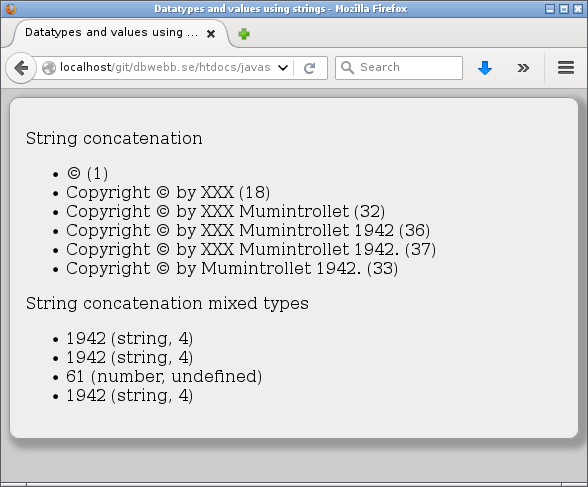 Datatypes and values using strings - Mozilla Firefox
Datatypes and values using ...
localhost/git/dbwebb.se/htdocs/javas
Search
String concatenation
• © (1)
• Copyright © by XXX (18)
• Copyright © by XXX Mumintrollet (32)
• Copyright © by XXX Mumintrollet 1942 (36)
• Copyright © by XXX Mumintrollet 1942. (37)
• Copyright © by Mumintrollet 1942. (33)
String concatenation mixed types
• 1942 (string, 4)
• 1942 (string, 4)
• 61 (number, undefined)
• 1942 (string, 4)